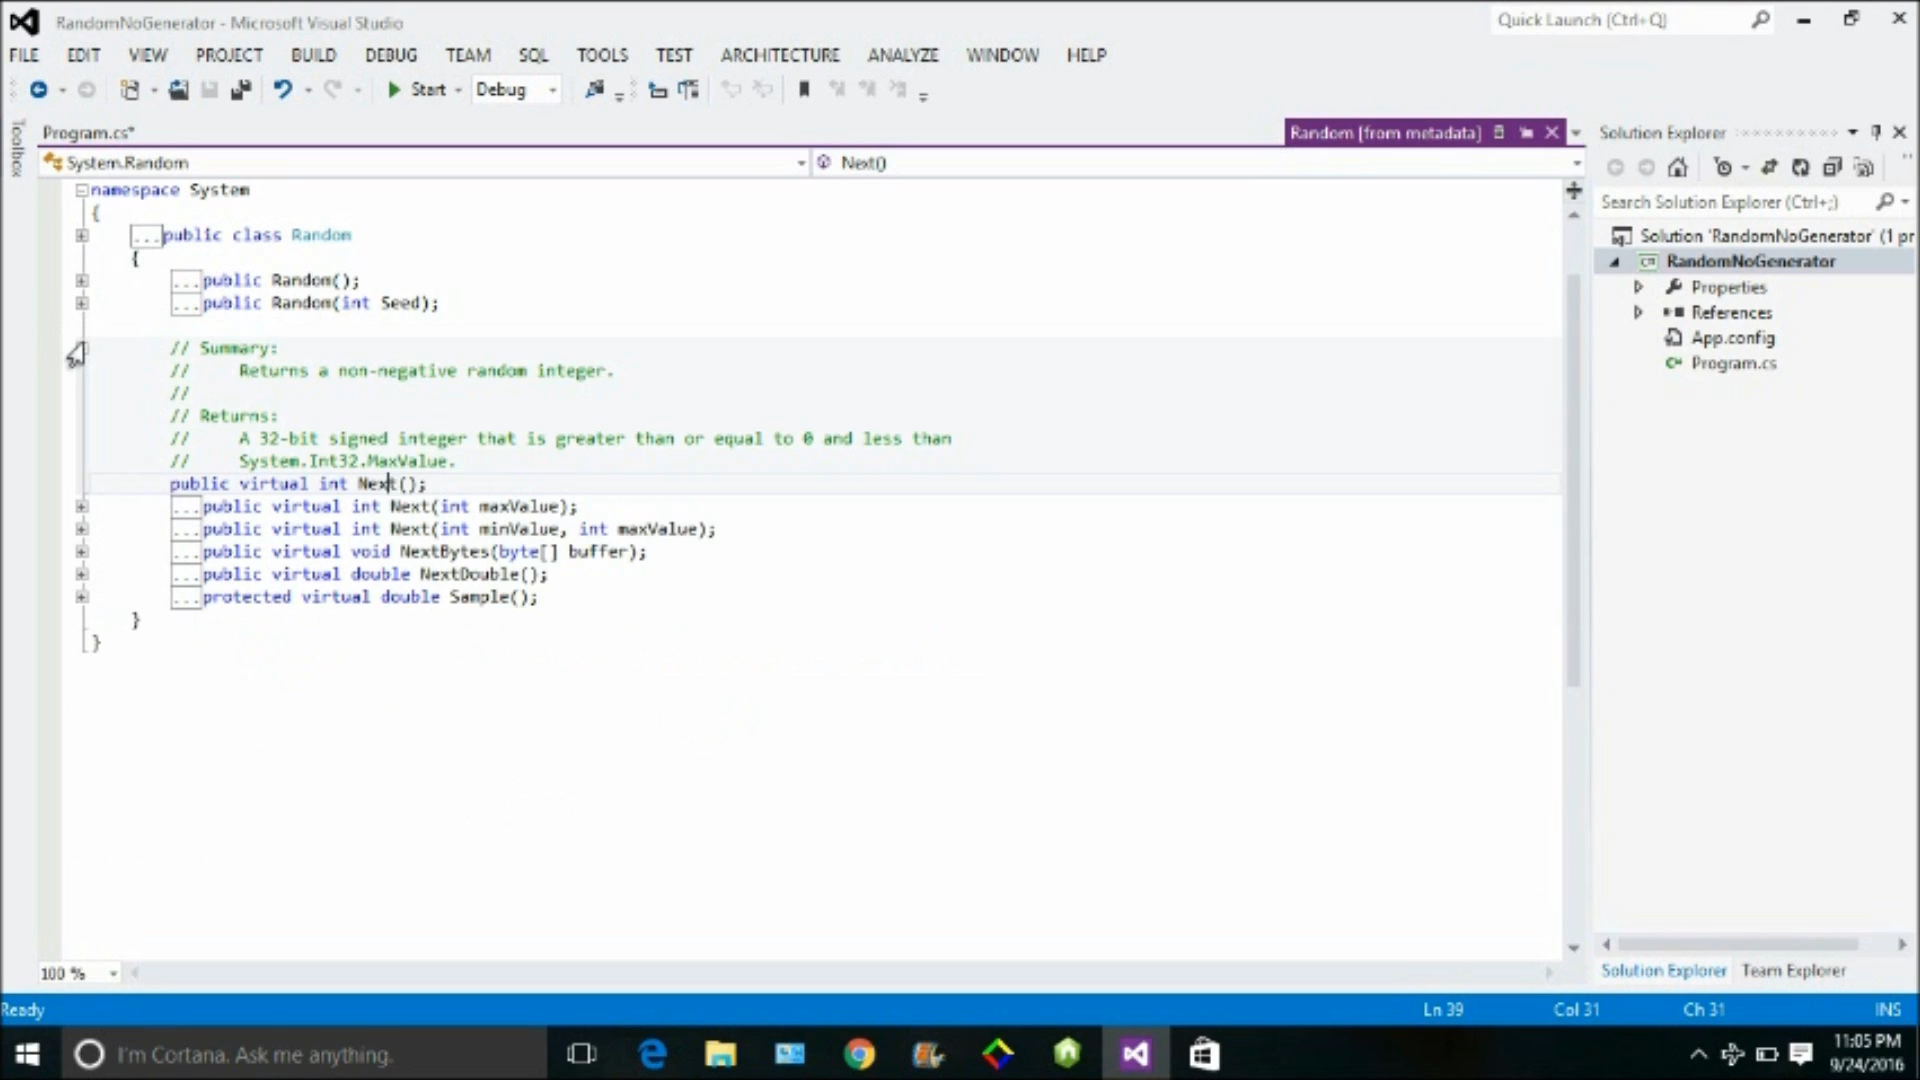 RandomNoGenerator - Microsoft Visual Studio
Quick Launch (Ctrl+Q)
FILE EDIT VIEW PROJECT BUILD DEBUG TEAM SQL TOOLS TEST ARCHITECTURE ANALYZE WINDOW HELP
Start Debug
Toolbox
Program.cs*
Random [from metadata]
Solution Explorer
System.Random
Next()
Search Solution Explorer (Ctrl+;)
namespace System
{
...public class Random
{
...public Random();
...public Random(int Seed);
// Summary:
// Returns a non-negative random integer.
//
// Returns:
// A 32-bit signed integer that is greater than or equal to 0 and less than
// System.Int32.MaxValue.
public virtual int Next();
...public virtual int Next(int maxValue);
...public virtual int Next(int minValue, int maxValue);
...public virtual void NextBytes(byte[] buffer);
...public virtual double NextDouble();
...protected virtual double Sample();
}
}
Solution 'RandomNoGenerator' (1 pr
RandomNoGenerator
Properties
References
App.config
Program.cs
100 %
Solution Explorer Team Explorer
Ready
Ln 39 Col 31 Ch 31 INS
I'm Cortana. Ask me anything.
11:05 PM
9/24/2016